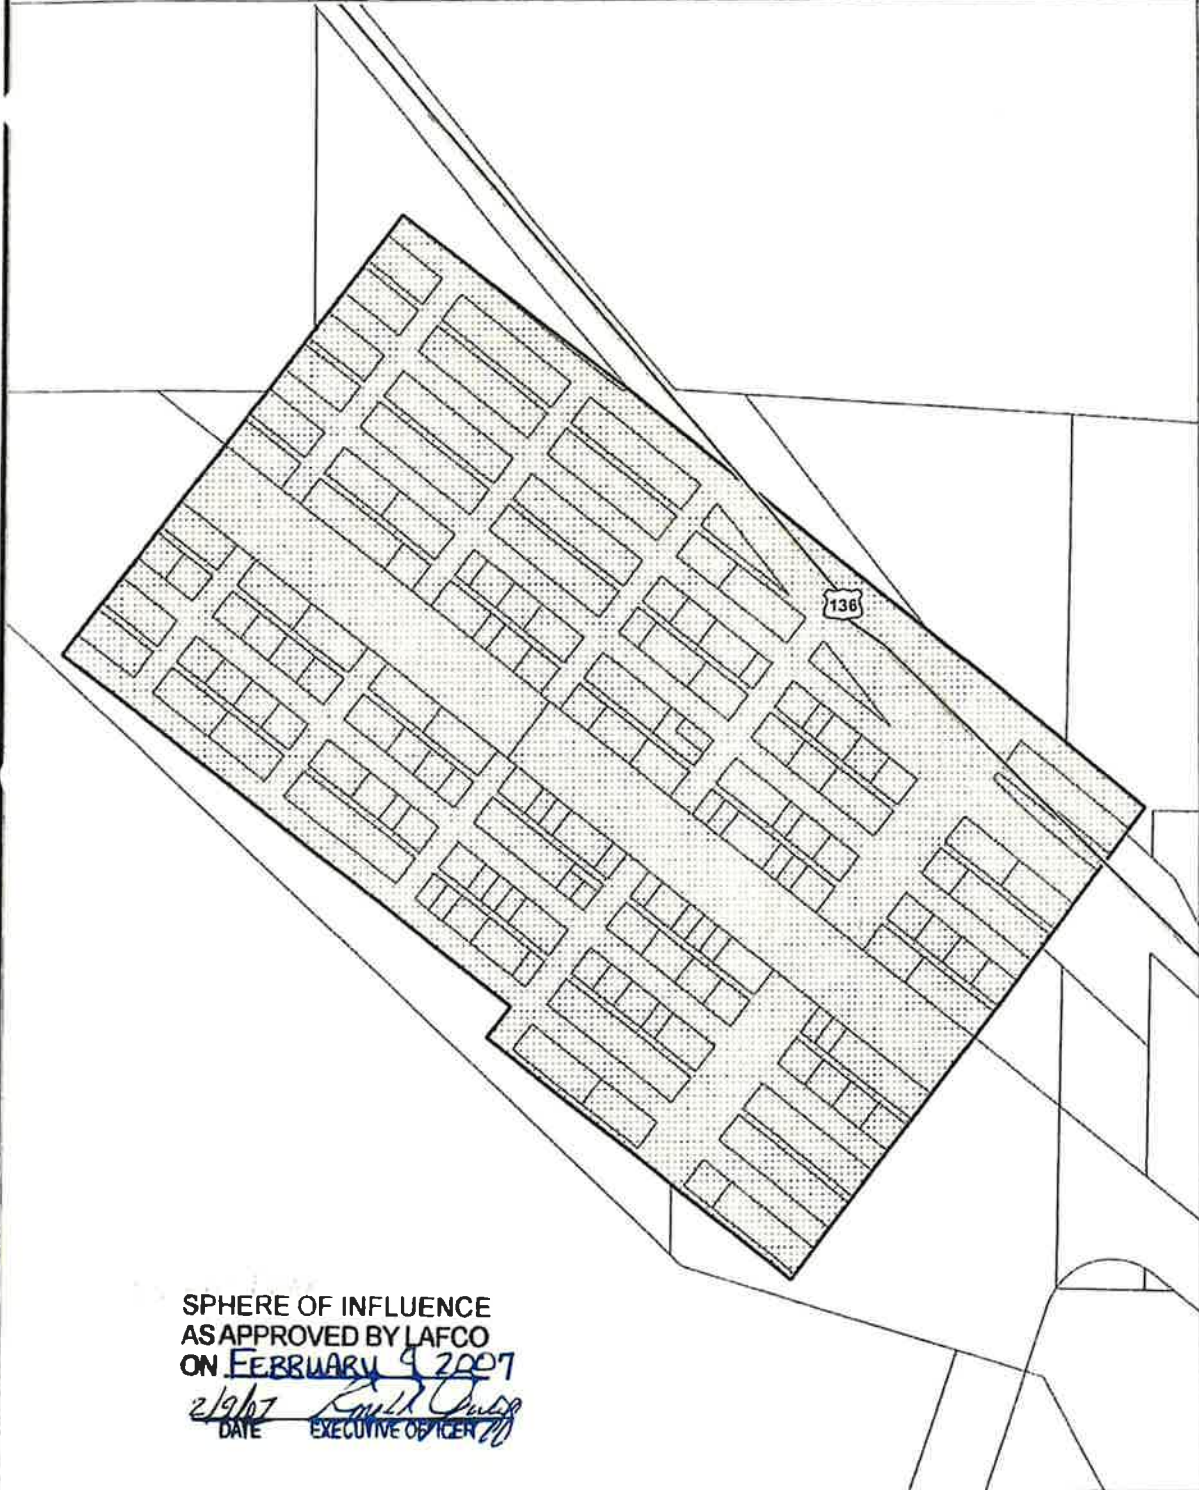 136
SPHERE OF INFLUENCE
AS APPROVED BY LAFCO
ON FEBRUARY 9 2007
2/9/07
DATE EXECUTIVE OFFICER